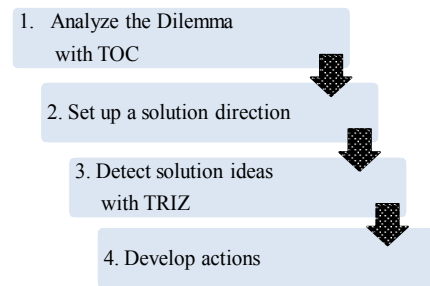 1. Analyze the Dilemma
with TOC
2. Set up a solution direction
3. Detect solution ideas
with TRIZ
4. Develop actions